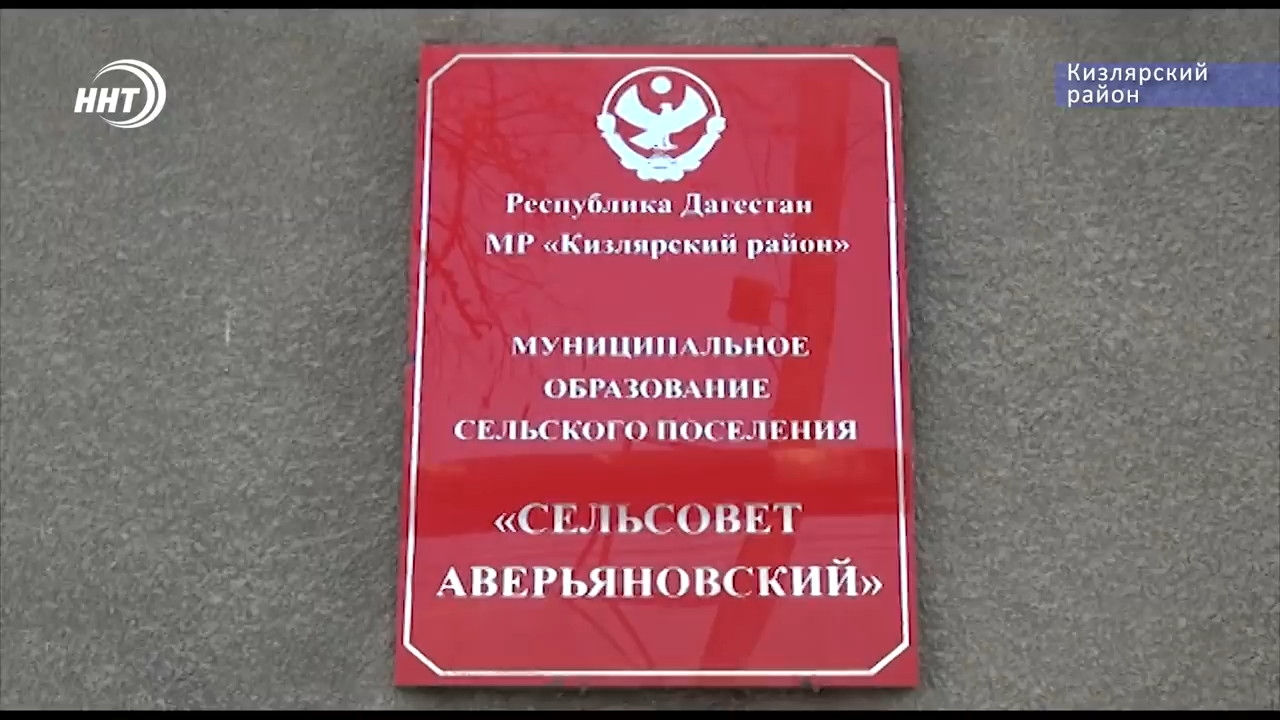 ННТ
Кизлярский
район
Республика Дагестан
МР «Кизлярский район»
МУНИЦИПАЛЬНОЕ
ОБРАЗОВАНИЕ
СЕЛЬСКОГО ПОСЕЛЕНИЯ
«СЕЛЬСОВЕТ
АВЕРЬЯНОВСКИЙ»